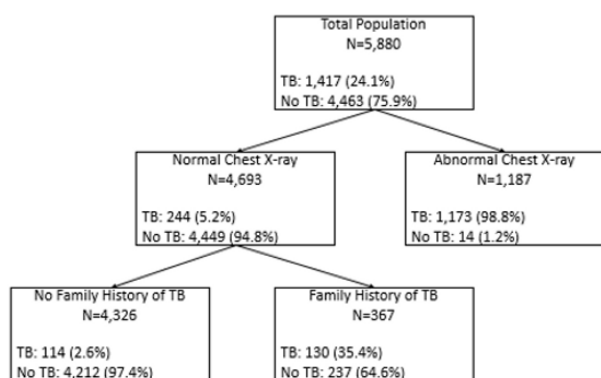 Total Population
N=5,880
TB: 1,417 (24.1%)
No TB: 4,463 (75.9%)
Normal Chest X-ray
N=4,693
TB: 244 (5.2%)
No TB: 4,449 (94.8%)
Abnormal Chest X-ray
N=1,187
TB: 1,173 (98.8%)
No TB: 14 (1.2%)
No Family History of TB
N=4,326
TB: 114 (2.6%)
No TB: 4,212 (97.4%)
Family History of TB
N=367
TB: 130 (35.4%)
No TB: 237 (64.6%)